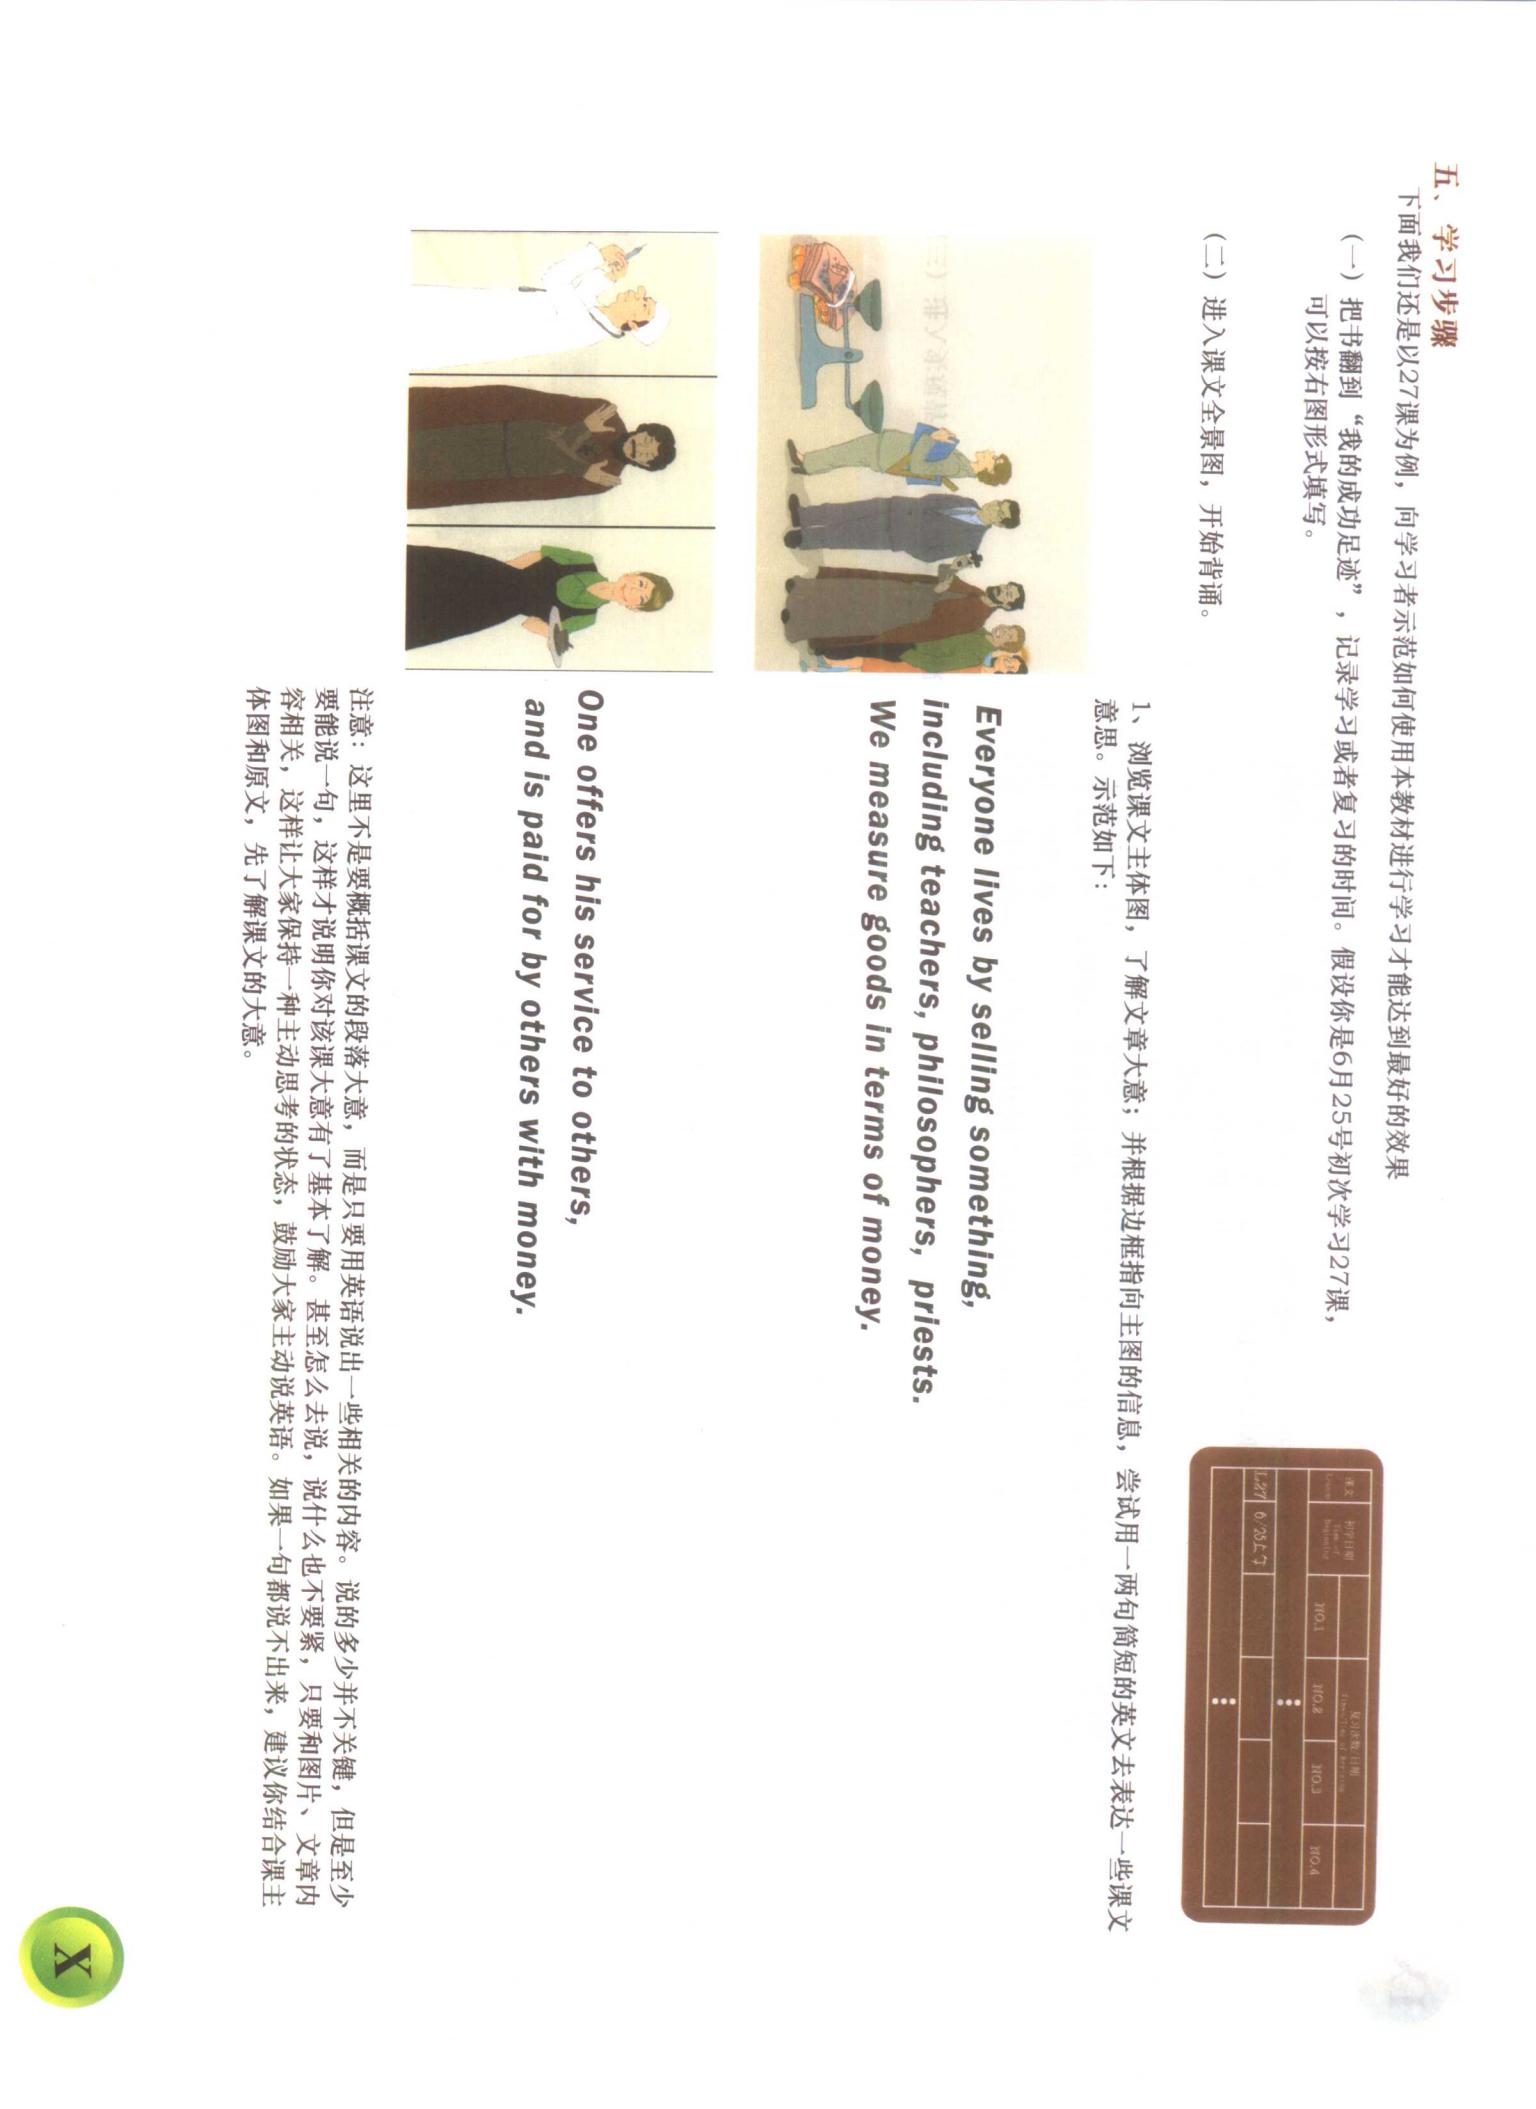 五、学习步骤
下面我们还是以27课为例，向学习者示范如何使用本教材进行学习才能达到最好的效果
（一）把书翻到“我的成功足迹”，记录学习或者复习的时间。假设你是6月25号初次学习27课，
可以按右图形式填写。
课文 初学日期 复习次数/日期
Lesson Time of Beginning
NO.1 NO.2 NO.3 NO.4
L27 6/25上午
（二）进入课文全景图，开始背诵。
1、浏览课文主体图，了解文章大意；并根据边框指向主图的信息，尝试用一两句简短的英文去表达一些课文
意思。示范如下：
Everyone lives by selling something,
including teachers, philosophers, priests.
We measure goods in terms of money.
One offers his service to others,
and is paid for by others with money.
注意：这里不是要概括课文的段落大意，而是只要用英语说出一些相关的内容。说的多少并不关键，但是至少
要能说一句，这样才说明你对该课大意有了基本了解。甚至怎么去说，说什么也不要紧，只要和图片、文章内
容相关，这样让大家保持一种主动思考的状态，鼓励大家主动说英语。如果一句都说不出来，建议你结合课主
体图和原文，先了解课文的大意。
X